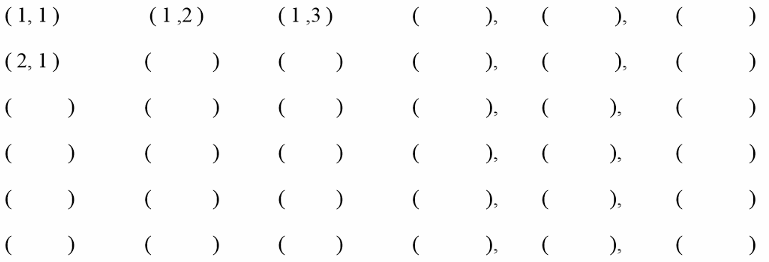 ( 1, 1 ) ( 1 ,2 ) ( 1 ,3 ) ( ), ( ), ( )
( 2, 1 ) ( ) ( ) ( ), ( ), ( )
( ) ( ) ( ) ( ), ( ), ( )
( ) ( ) ( ) ( ), ( ), ( )
( ) ( ) ( ) ( ), ( ), ( )
( ) ( ) ( ) ( ), ( ), ( )